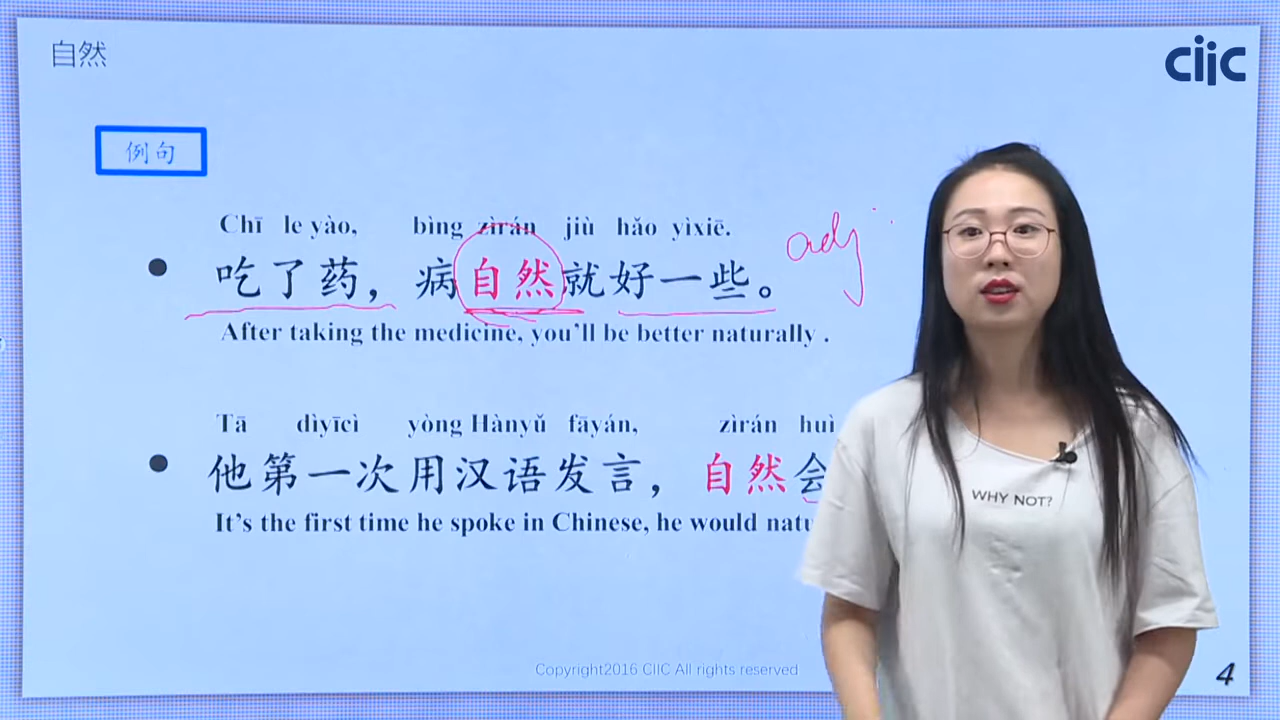 自然
CIIC
例句
Chī le yào, bìng zìrán jiù hǎo yìxiē.
吃了药，病自然就好一些。
adj.
After taking the medicine, you'll be better naturally .
Tā dìyīcì yòng Hànyǔ fāyán, zìrán huì
他第一次用汉语发言，自然会
It's the first time he spoke in Chinese, he would natu
WHY NOT?
Copyright2016 CIIC All rights reserved
4